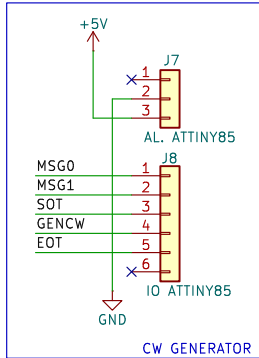 +5V
J7
1
2
3
AL. ATTINY85
J8
MSG0 1
MSG1 2
SOT 3
GENCW 4
EOT 5
6
IO ATTINY85
GND
CW GENERATOR